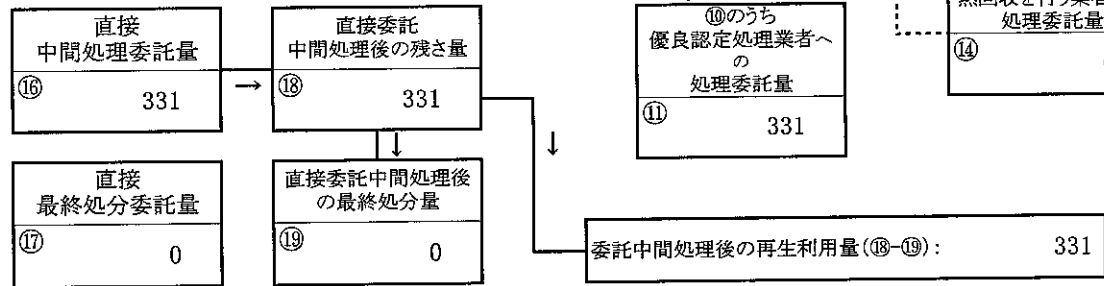 直接
中間処理委託量
⑯
331
→
直接委託
中間処理後の残さ量
⑱
331
⑩のうち
優良認定処理業者へ
の
処理委託量
⑪
331
処理委託量
⑭
↓
↓
直接
最終処分委託量
⑰
0
直接委託中間処理後
の最終処分量
⑲
0
委託中間処理後の再生利用量(⑱-⑲):
331